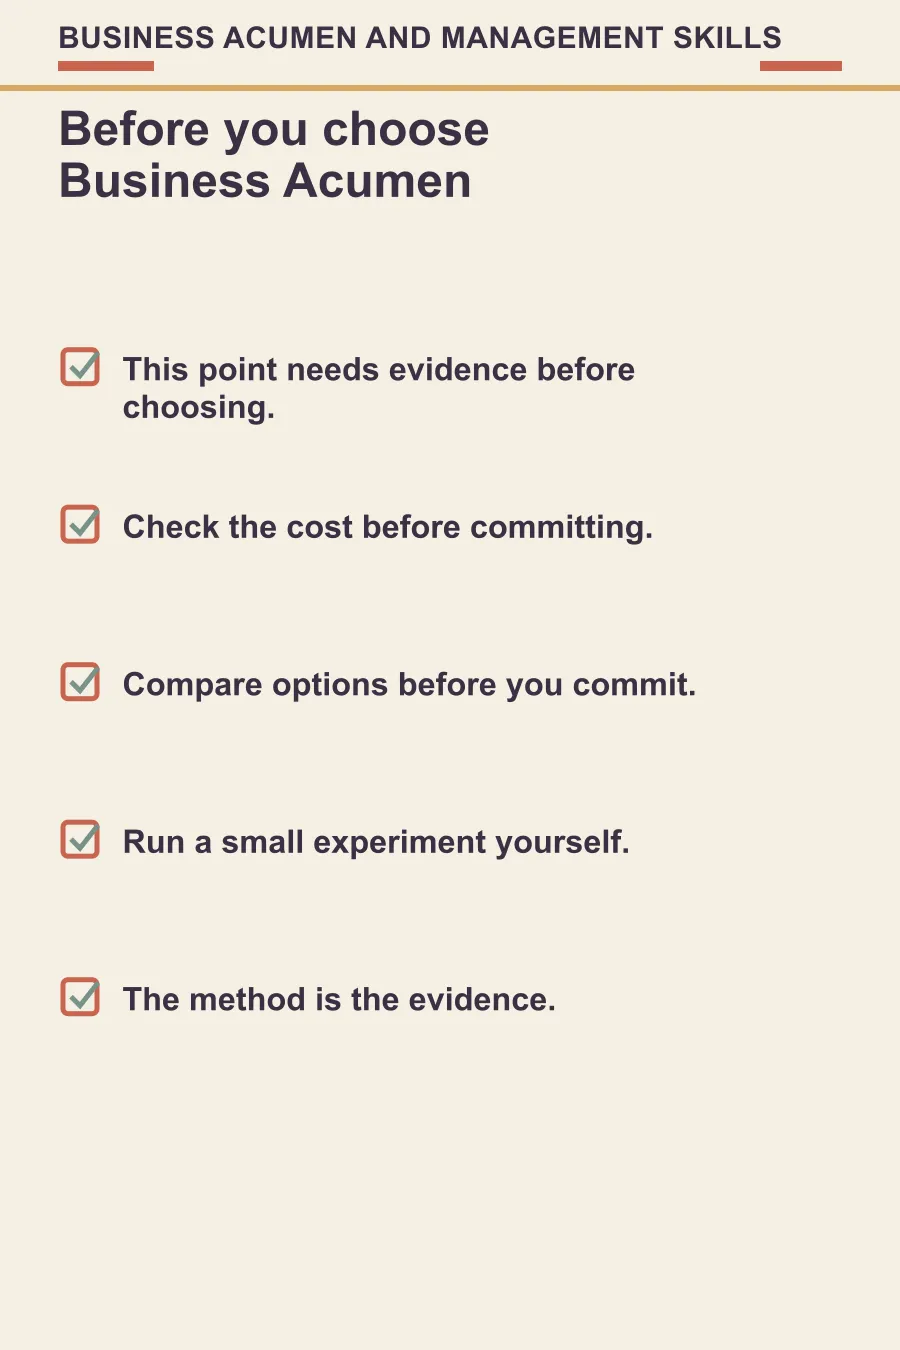 BUSINESS ACUMEN AND MANAGEMENT SKILLS
Before you choose
Business Acumen
This point needs evidence before
choosing.
Check the cost before committing.
Compare options before you commit.
Run a small experiment yourself.
The method is the evidence.